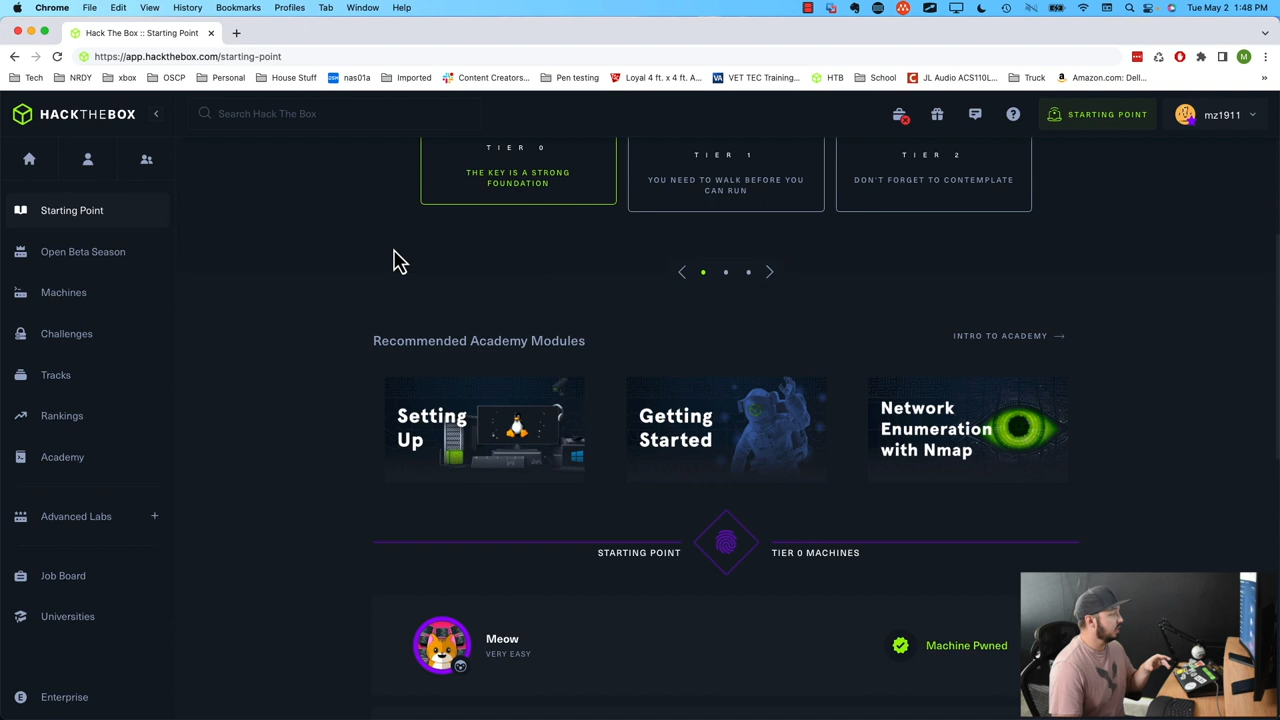 Chrome File Edit View History Bookmarks Profiles Tab Window Help
Tue May 2 1:48 PM
Hack The Box :: Starting Point
https://app.hackthebox.com/starting-point
Tech NRDY xbox OSCP Personal House Stuff nas01a Imported Content Creators... Pen testing Loyal 4 ft. x 4 ft. A... VET TEC Training... HTB School JL Audio ACS110L... Truck Amazon.com: Dell... »
HACKTHEBOX
Search Hack The Box
STARTING POINT
mz1911
TIER 0
THE KEY IS A STRONG
FOUNDATION
TIER 1
YOU NEED TO WALK BEFORE YOU
CAN RUN
TIER 2
DON'T FORGET TO CONTEMPLATE
Starting Point
Open Beta Season
Machines
Challenges
Tracks
Rankings
Academy
Advanced Labs
Job Board
Universities
Enterprise
Recommended Academy Modules
INTRO TO ACADEMY
Setting
Up
Getting
Started
Network
Enumeration
with Nmap
STARTING POINT
TIER 0 MACHINES
Meow
VERY EASY
Machine Pwned